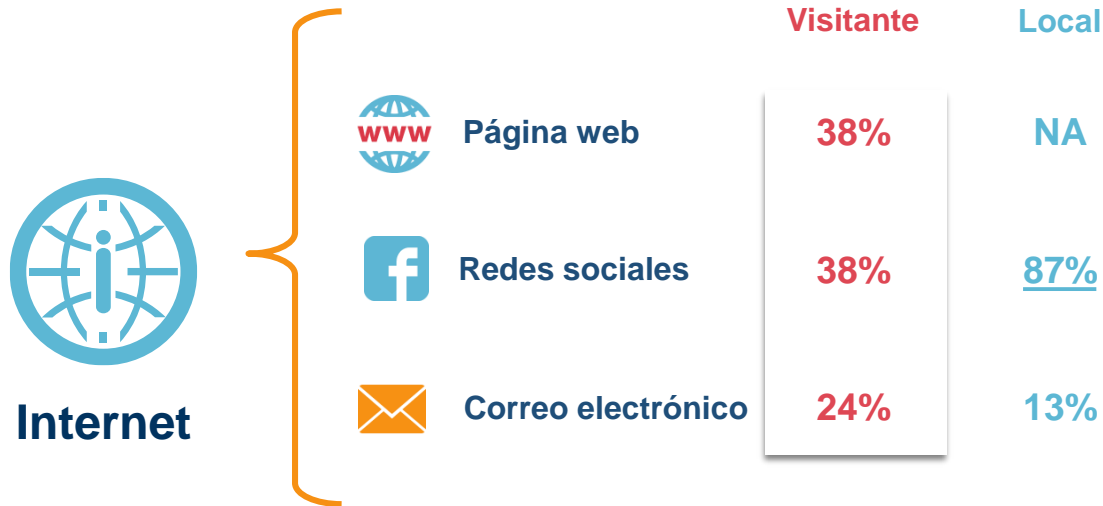 Visitante Local
www Página web 38% NA
f Redes sociales 38% 87%
Correo electrónico 24% 13%
i
Internet